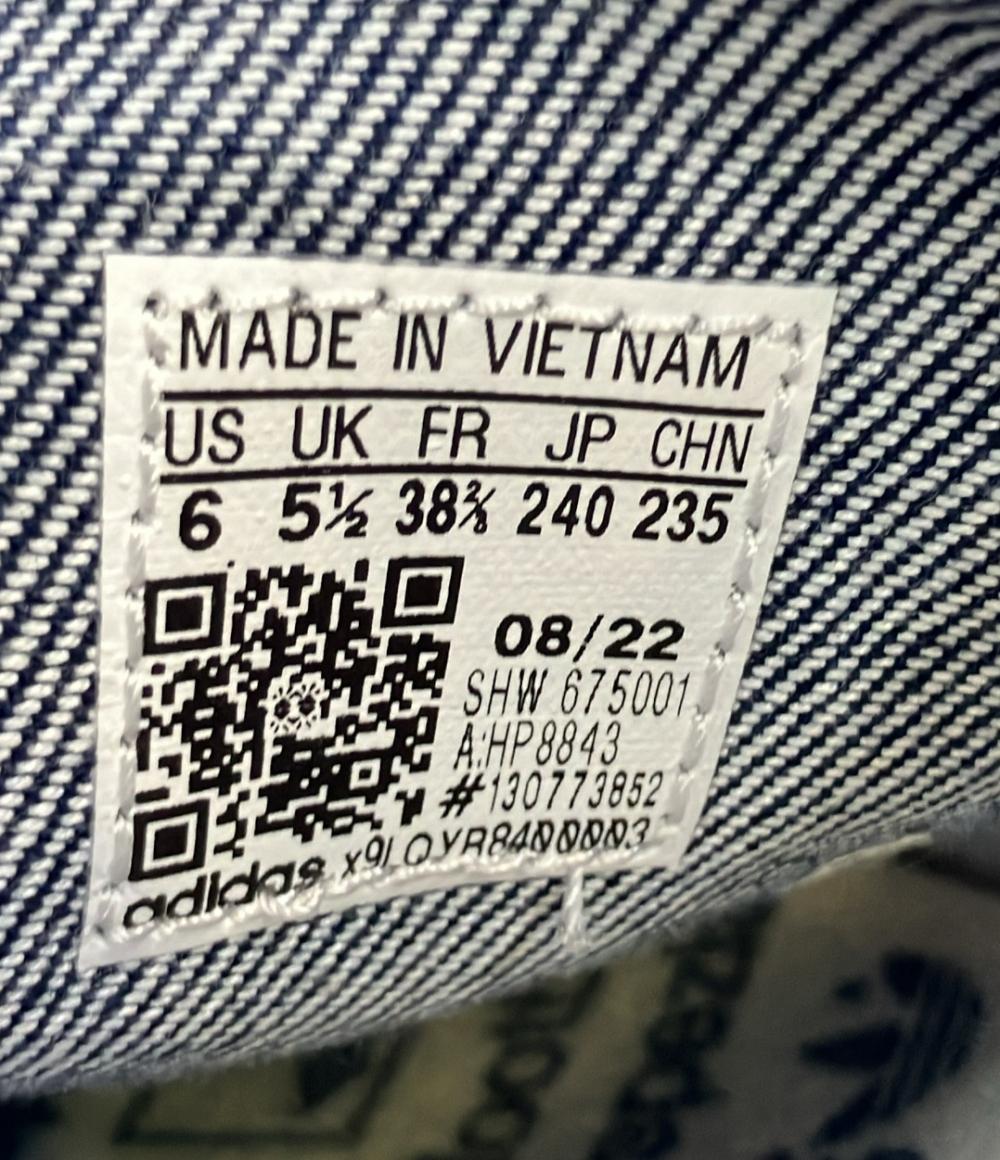 MADE IN VIETNAM
US UK FR JP CHN
6 5½ 38⅔ 240 235
08/22
SHW 675001
A:HP8843
#130773852
adidas